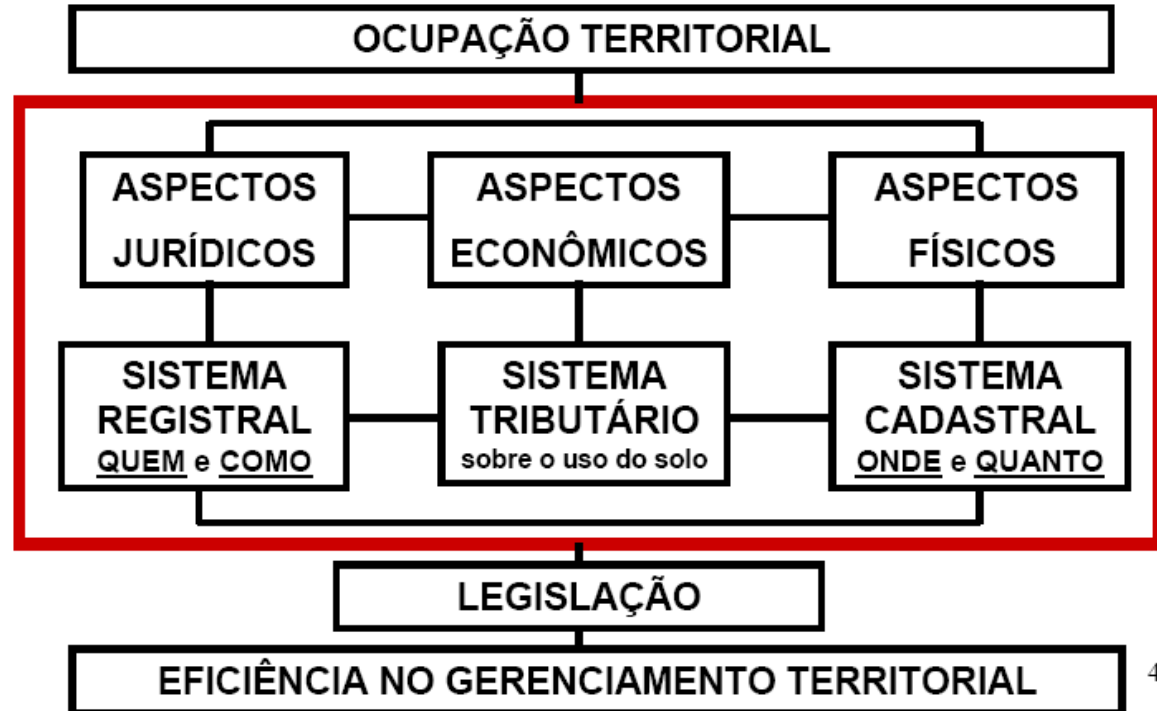 OCUPAÇÃO TERRITORIAL
ASPECTOS
JURÍDICOS
ASPECTOS
ECONÔMICOS
ASPECTOS
FÍSICOS
SISTEMA
REGISTRAL
QUEM e COMO
SISTEMA
TRIBUTÁRIO
sobre o uso do solo
SISTEMA
CADASTRAL
ONDE e QUANTO
LEGISLAÇÃO
EFICIÊNCIA NO GERENCIAMENTO TERRITORIAL
4